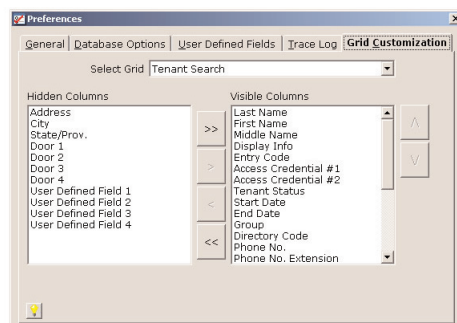 Preferences
General
Database Options
User Defined Fields
Trace Log
Grid Customization
Select Grid
Tenant Search
Hidden Columns
Address
City
State/Prov.
Door 1
Door 2
Door 3
Door 4
User Defined Field 1
User Defined Field 2
User Defined Field 3
User Defined Field 4
>>
>
<
<<
Visible Columns
Last Name
First Name
Middle Name
Display Info
Entry Code
Access Credential #1
Access Credential #2
Tenant Status
Start Date
End Date
Group
Directory Code
Phone No.
Phone No. Extension